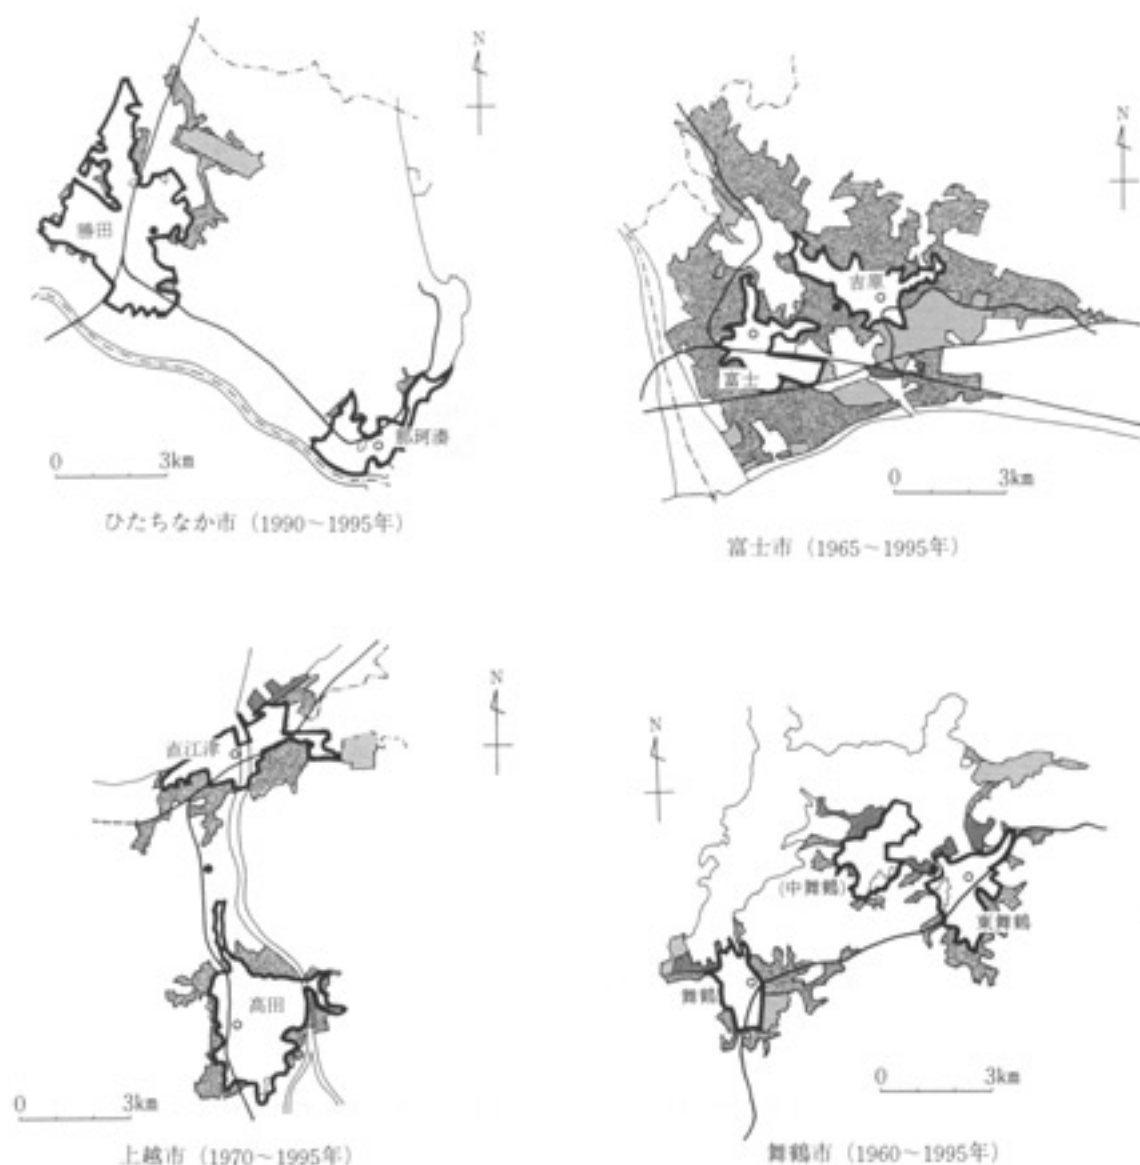 N
勝田
那珂湊
0 3km
ひたちなか市 (1990～1995年)
N
吉原
富士
0 3km
富士市 (1965～1995年)
N
直江津
高田
0 3km
上越市 (1970～1995年)
N
(中舞鶴)
東舞鶴
舞鶴
0 3km
舞鶴市 (1960～1995年)